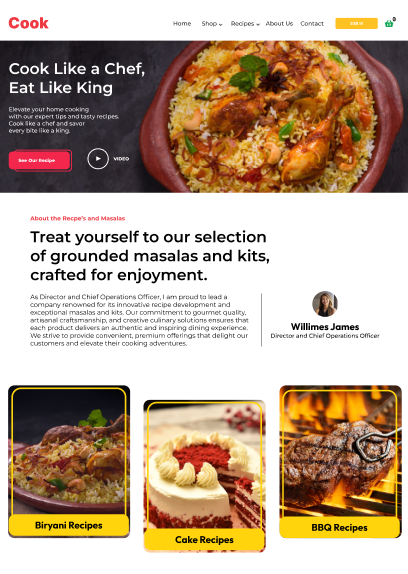 Cook
Home Shop Recipes About Us Contact
0
Cook Like a Chef,
Eat Like King
Elevate your home cooking
with our expert tips and tasty recipes.
Cook like a chef and savor
every bite like a king.
See Our Recipe
VIDEO
About the Recpe's and Masalas
Treat yourself to our selection
of grounded masalas and kits,
crafted for enjoyment.
As Director and Chief Operations Officer, I am proud to lead a
company renowned for its innovative recipe development and
exceptional masalas and kits. Our commitment to gourmet quality,
artisanal craftsmanship, and creative culinary solutions ensures that
each product delivers an authentic and inspiring dining experience.
We strive to provide convenient, premium offerings that delight our
customers and elevate their cooking adventures.
Willimes James
Director and Chief Operations Officer
Biryani Recipes
Cake Recipes
BBQ Recipes